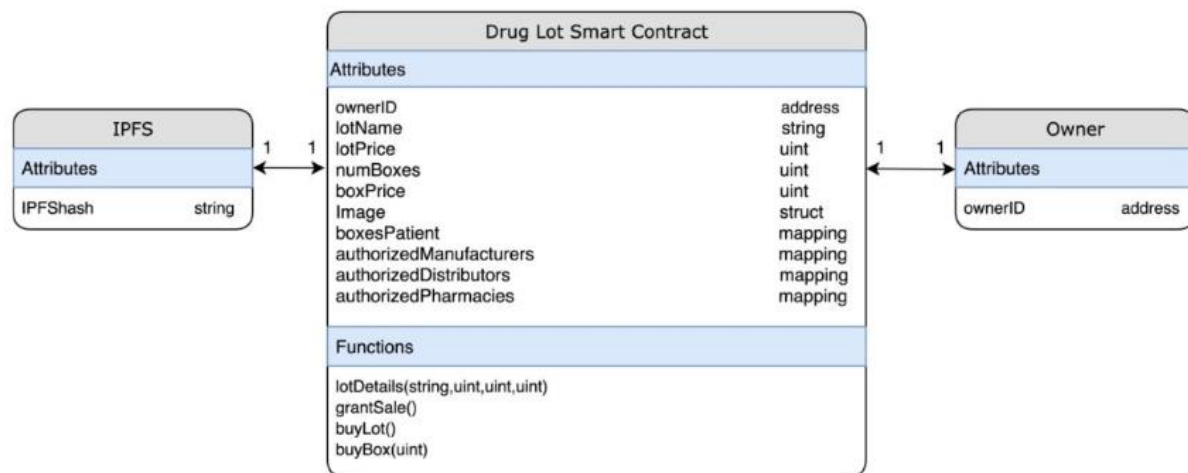 Drug Lot Smart Contract
Attributes
ownerID address
lotName string
lotPrice uint
numBoxes uint
boxPrice uint
Image struct
boxesPatient mapping
authorizedManufacturers mapping
authorizedDistributors mapping
authorizedPharmacies mapping
Functions
lotDetails(string,uint,uint,uint)
grantSale()
buyLot()
buyBox(uint)
IPFS
Attributes
IPFShash string
1 1
1 1
Owner
Attributes
ownerID address